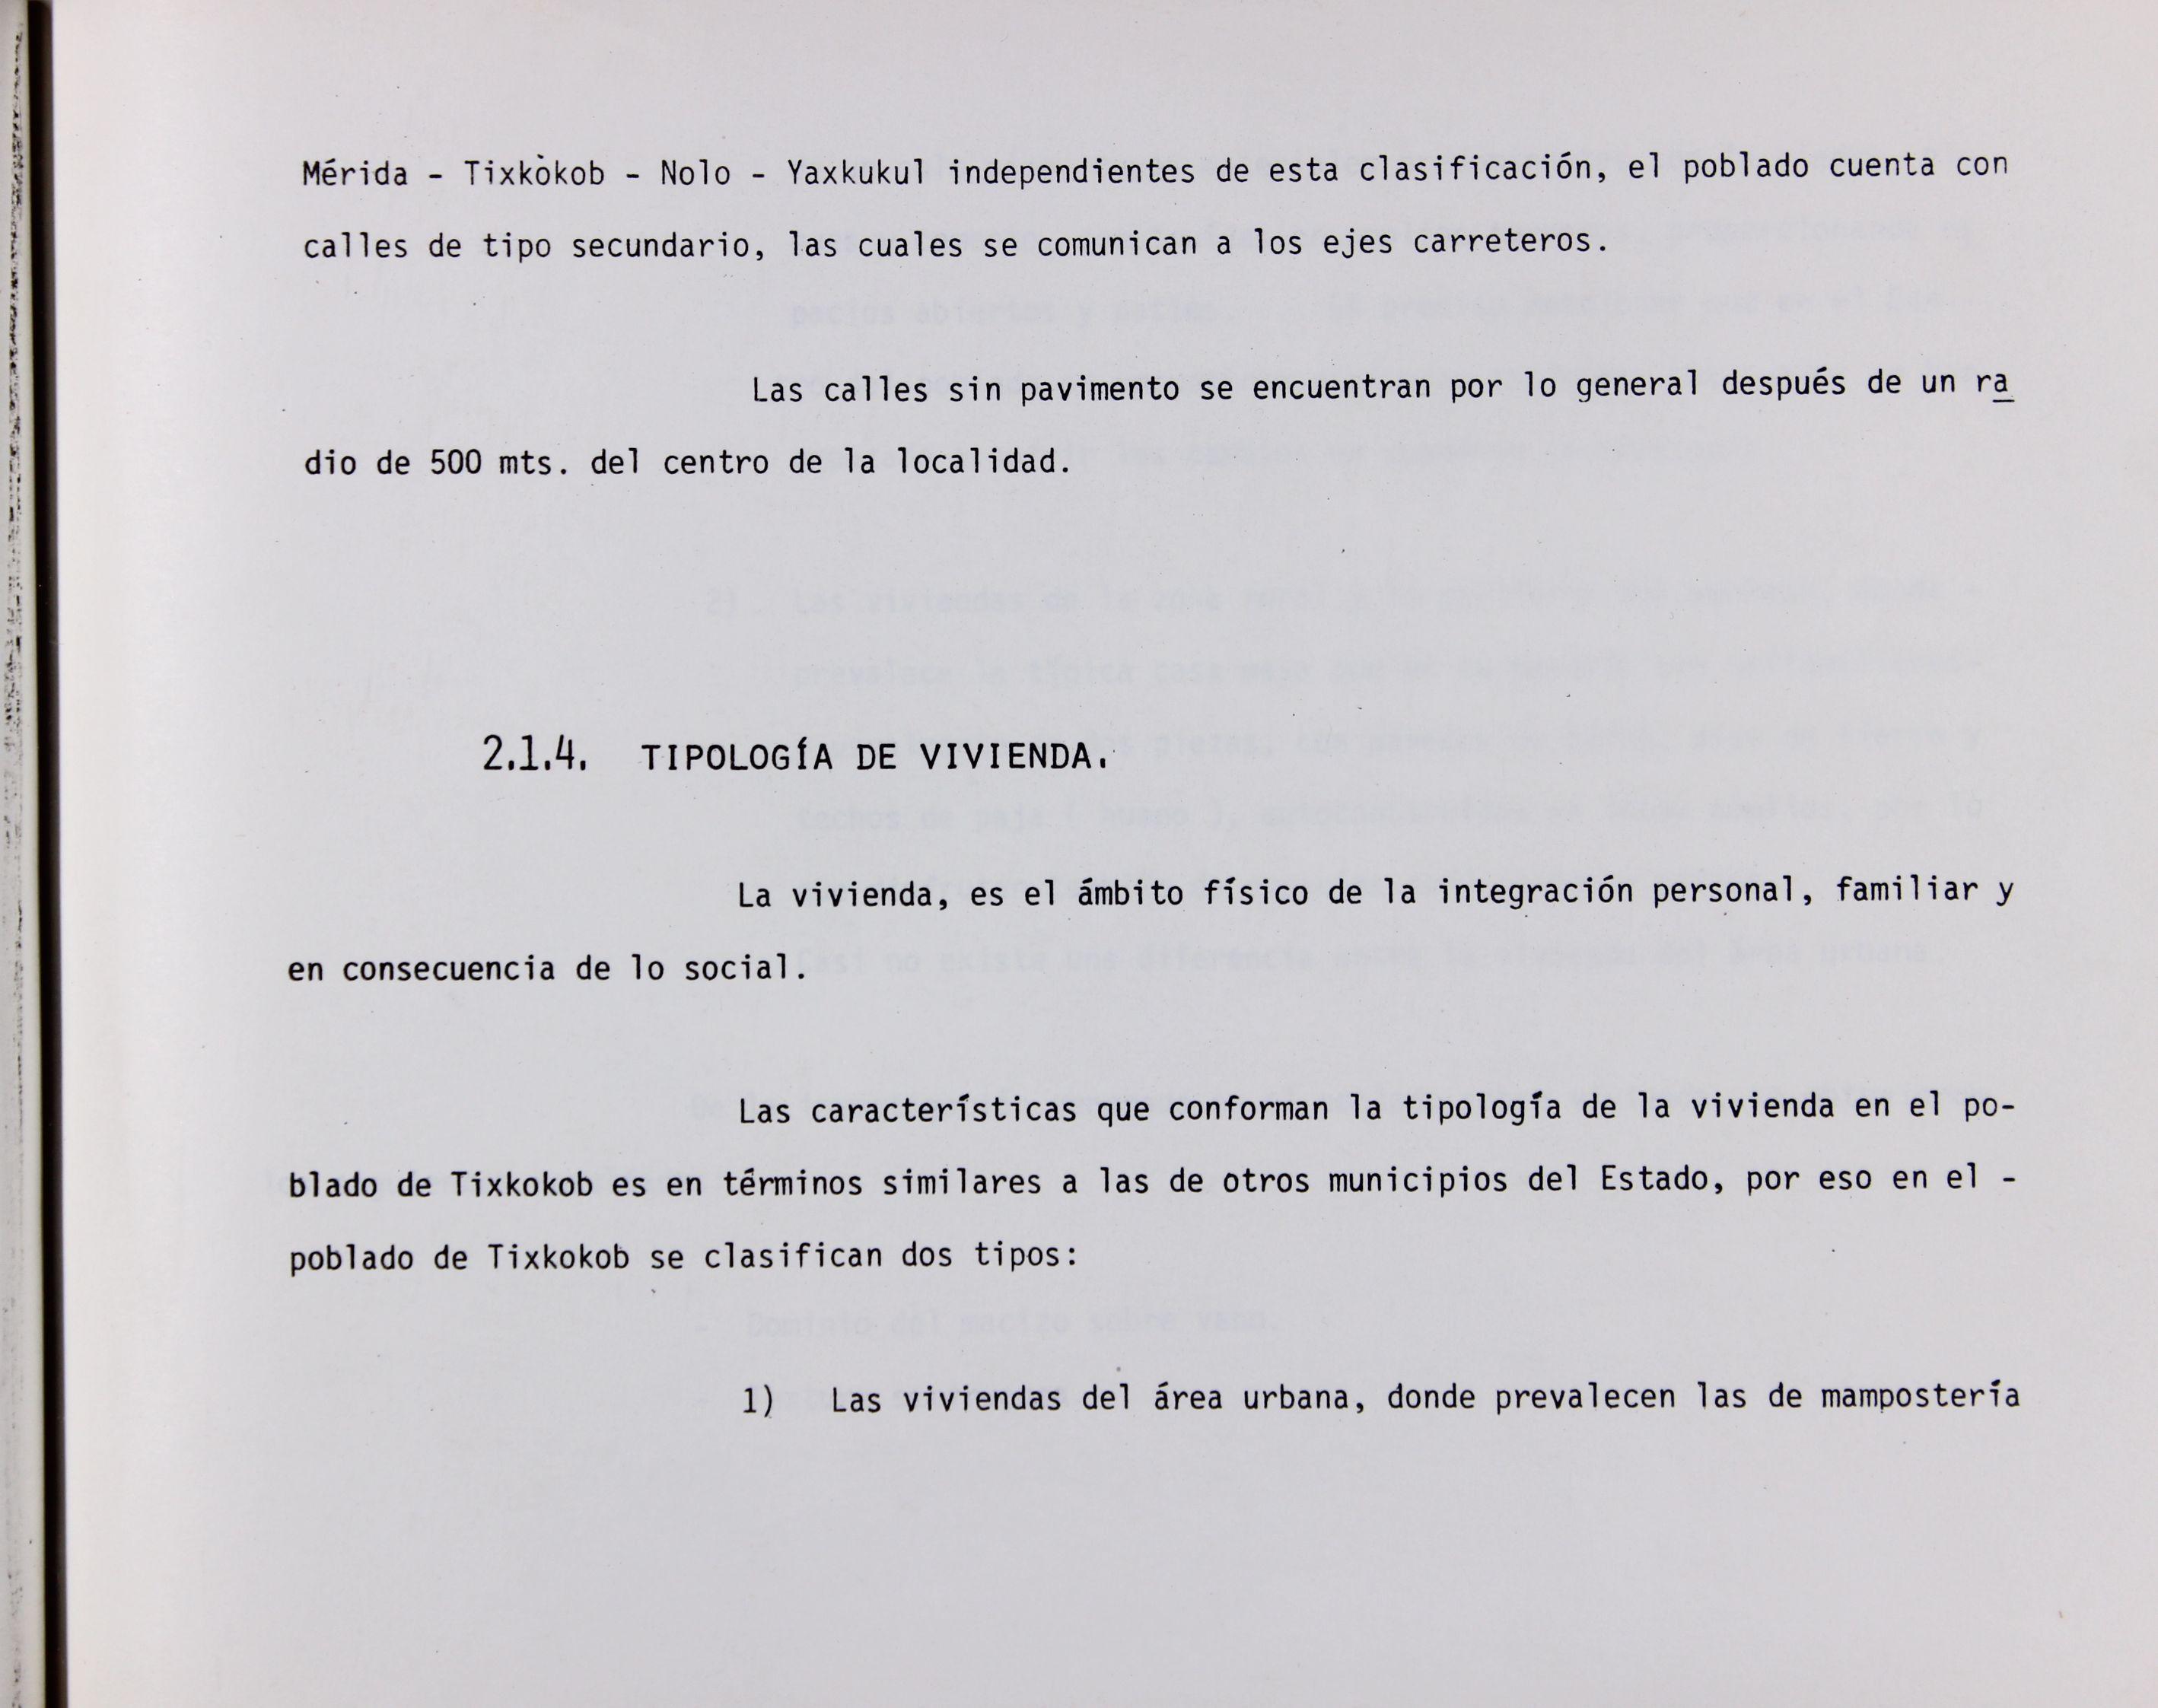 Mérida - Tixkòkob - Nolo - Yaxkukul independientes de esta clasificación, el poblado cuenta con
calles de tipo secundario, las cuales se comunican a los ejes carreteros.
Las calles sin pavimento se encuentran por lo general después de un ra
dio de 500 mts. del centro de la localidad.
2.1.4. TIPOLOGÍA DE VIVIENDA.
La vivienda, es el ámbito físico de la integración personal, familiar y
en consecuencia de lo social.
Las características que conforman la tipología de la vivienda en el po-
blado de Tixkokob es en términos similares a las de otros municipios del Estado, por eso en el -
poblado de Tixkokob se clasifican dos tipos:
1) Las viviendas del área urbana, donde prevalecen las de mampostería